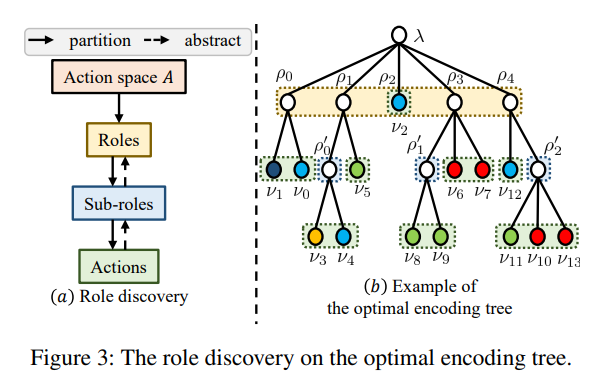 partition abstract
Action space A
Roles
Sub-roles
Actions
(a) Role discovery
λ
ρ0 ρ1 ρ2 ρ3 ρ4
ν2
ρ′0 ρ′1 ρ′2
ν1 ν0 ν5 ν6 ν7 ν12
ν3 ν4 ν8 ν9 ν11 ν10 ν13
(b) Example of
the optimal encoding tree
Figure 3: The role discovery on the optimal encoding tree.